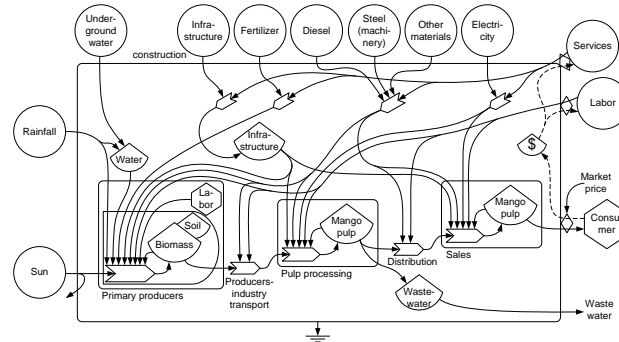 Under-
ground
water
Infra-
structure
Fertilizer
Diesel
Steel
(machi-
nery)
Other
materials
Electri-
city
Services
construction
Labor
Rainfall
Water
Infra-
structure
$
Market
price
La-
bor
Soil
Biomass
Mango
pulp
Mango
pulp
Consu
mer
Sun
Primary producers
Producers-
industry
transport
Pulp processing
Distribution
Sales
Waste-
water
Waste
water